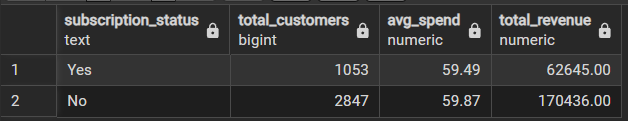 subscription_status total_customers avg_spend total_revenue
text bigint numeric numeric
1 Yes 1053 59.49 62645.00
2 No 2847 59.87 170436.00